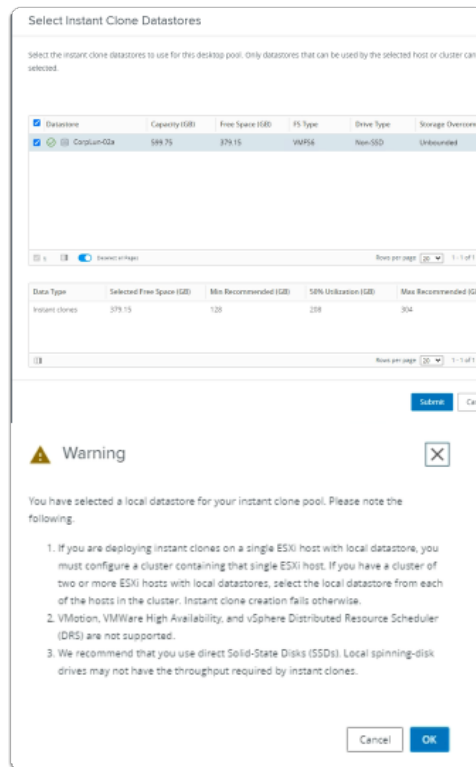 Select Instant Clone Datastores
Select the instant clone datastores to use for this desktop pool. Only datastores that can be used by the selected host or cluster can
selected.
Datastore Capacity (GB) Free Space (GB) FS Type Drive Type Storage Overcom
CorpLun-02a 599.75 379.15 VMFS6 Non-SSD Unbounded
Rows per page 20 1 - 1 of 1
Data Type Selected Free Space (GB) Min Recommended (GB) 50% Utilization (GB) Max Recommended (G
Instant clones 379.15 128 208 304
Rows per page 20 1 - 1 of 1
Submit Ca
Warning
You have selected a local datastore for your instant clone pool. Please note the
following.
1. If you are deploying instant clones on a single ESXi host with local datastore, you
must configure a cluster containing that single ESXi host. If you have a cluster of
two or more ESXi hosts with local datastores, select the local datastore from each
of the hosts in the cluster. Instant clone creation fails otherwise.
2. VMotion, VMWare High Availability, and vSphere Distributed Resource Scheduler
(DRS) are not supported.
3. We recommend that you use direct Solid-State Disks (SSDs). Local spinning-disk
drives may not have the throughput required by instant clones.
Cancel OK